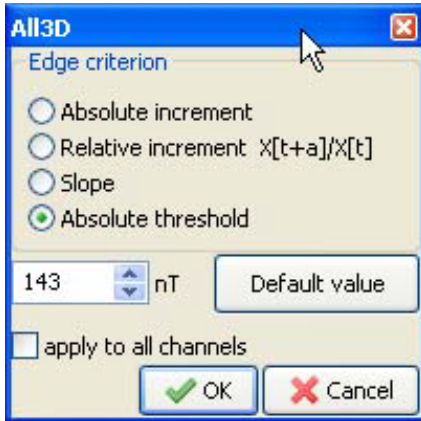 All3D
Edge criterion
Absolute increment
Relative increment X[t+a]/X[t]
Slope
Absolute threshold
143 nT Default value
apply to all channels
OK Cancel